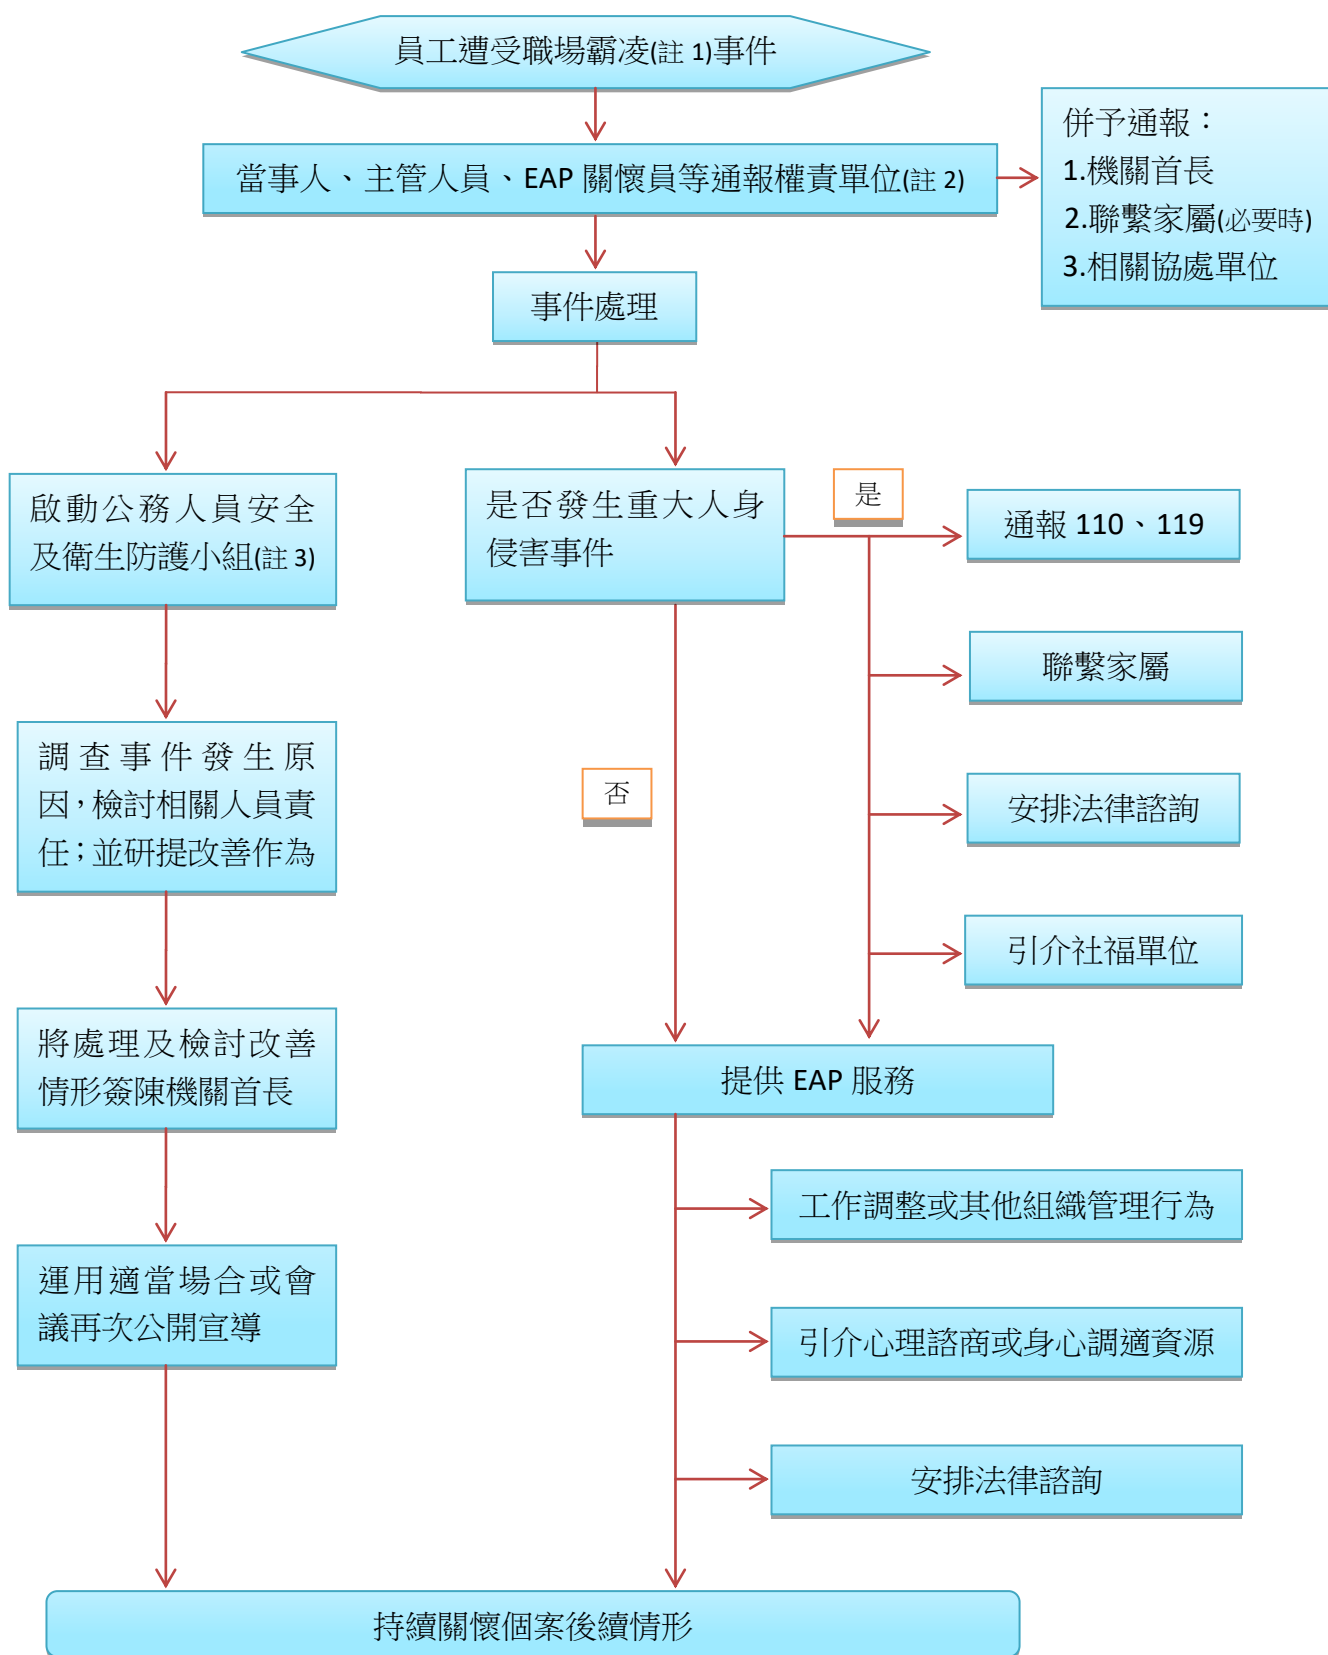 員工遭受職場霸凌(註 1)事件
當事人、主管人員、EAP 關懷員等通報權責單位(註 2)
併予通報：
1.機關首長
2.聯繫家屬(必要時)
3.相關協処單位
事件處理
啟動公務人員安全
及衛生防護小組(註 3)
是否發生重大人身
侵害事件
是
通報 110、119
聯繫家屬
調查事件發生原
因，檢討相關人員責
任；並研提改善作為
否
安排法律諮詢
引介社福單位
將處理及檢討改善
情形簽陳機關首長
提供 EAP 服務
工作調整或其他組織管理行為
運用適當場合或會
議再次公開宣導
引介心理諮商或身心調適資源
安排法律諮詢
持續關懷個案後續情形